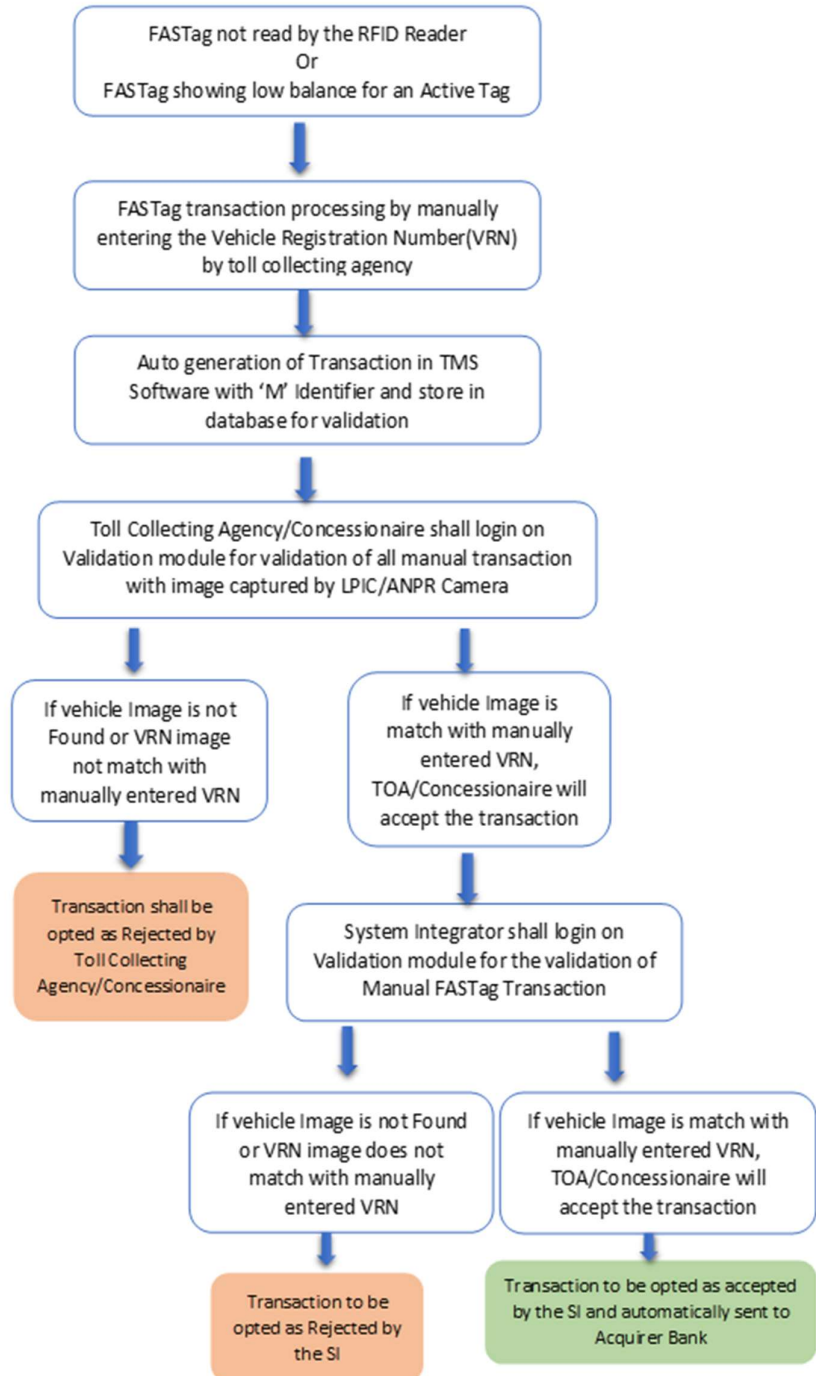 FASTag not read by the RFID Reader
Or
FASTag showing low balance for an Active Tag
FASTag transaction processing by manually
entering the Vehicle Registration Number(VRN)
by toll collecting agency
Auto generation of Transaction in TMS
Software with ‘M’ Identifier and store in
database for validation
Toll Collecting Agency/Concessionaire shall login on
Validation module for validation of all manual transaction
with image captured by LPIC/ANPR Camera
If vehicle Image is not
Found or VRN image
not match with
manually entered VRN
If vehicle Image is
match with manually
entered VRN,
TOA/Concessionaire will
accept the transaction
Transaction shall be
opted as Rejected by
Toll Collecting
Agency/Concessionaire
System Integrator shall login on
Validation module for the validation of
Manual FASTag Transaction
If vehicle Image is not Found
or VRN image does not
match with manually
entered VRN
If vehicle Image is match with
manually entered VRN,
TOA/Concessionaire will
accept the transaction
Transaction to be
opted as Rejected by
the SI
Transaction to be opted as accepted
by the SI and automatically sent to
Acquirer Bank